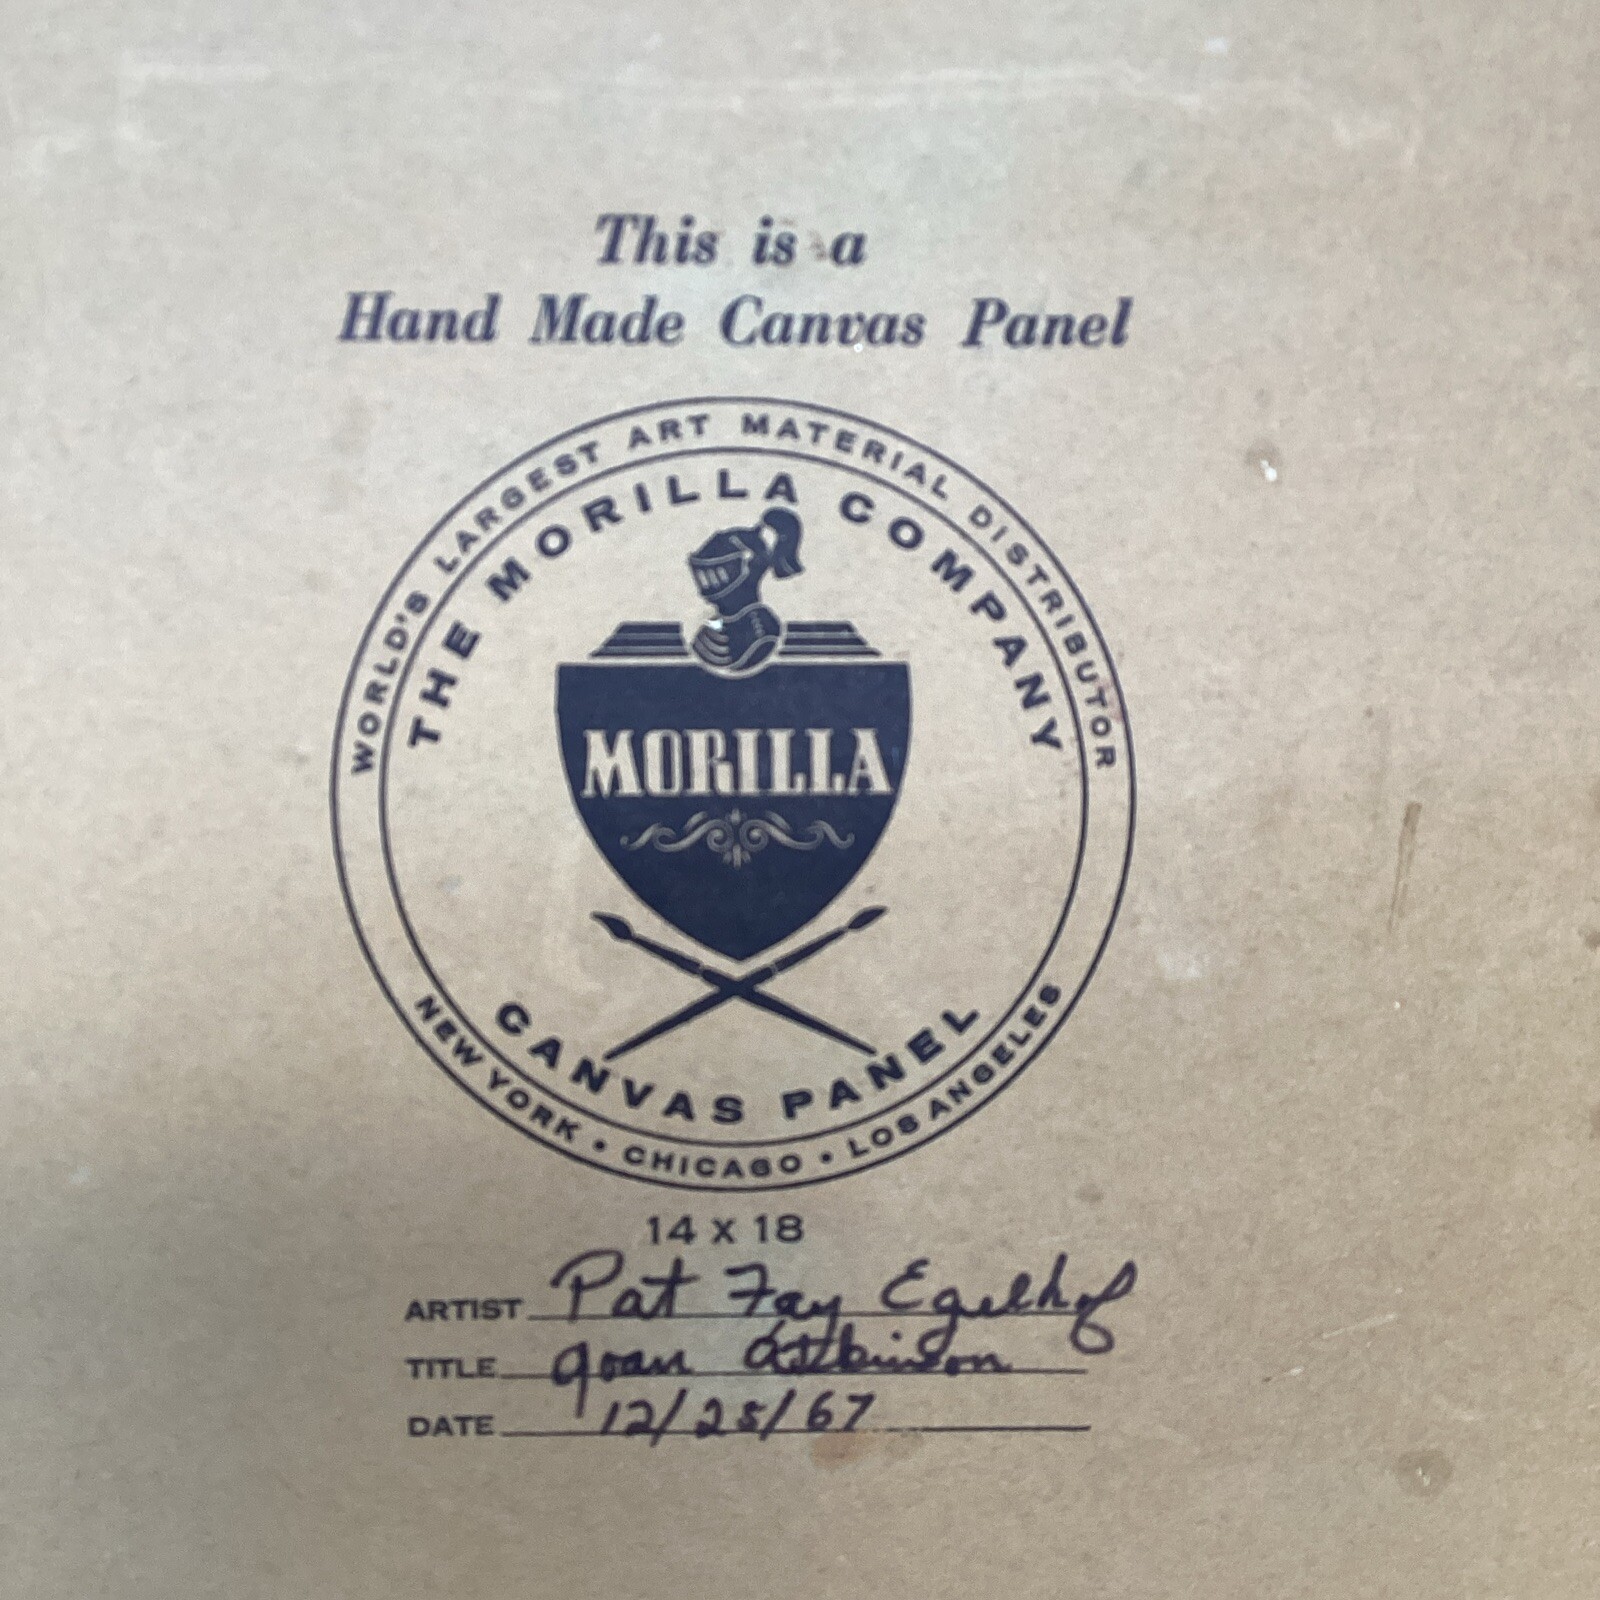 This is a
Hand Made Canvas Panel
WORLD'S LARGEST ART MATERIAL DISTRIBUTOR
THE MORILLA COMPANY
MORILLA
CANVAS PANEL
NEW YORK • CHICAGO • LOS ANGELES
14 x 18
ARTIST Pat Fay Egelhof
TITLE Joan Atkinson
DATE 12/25/67